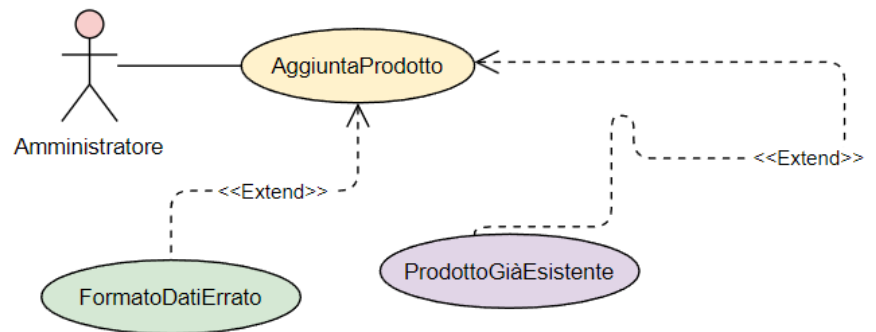 AggiuntaProdotto
Amministratore
<<Extend>>
<<Extend>>
FormatoDatiErrato
ProdottoGiàEsistente